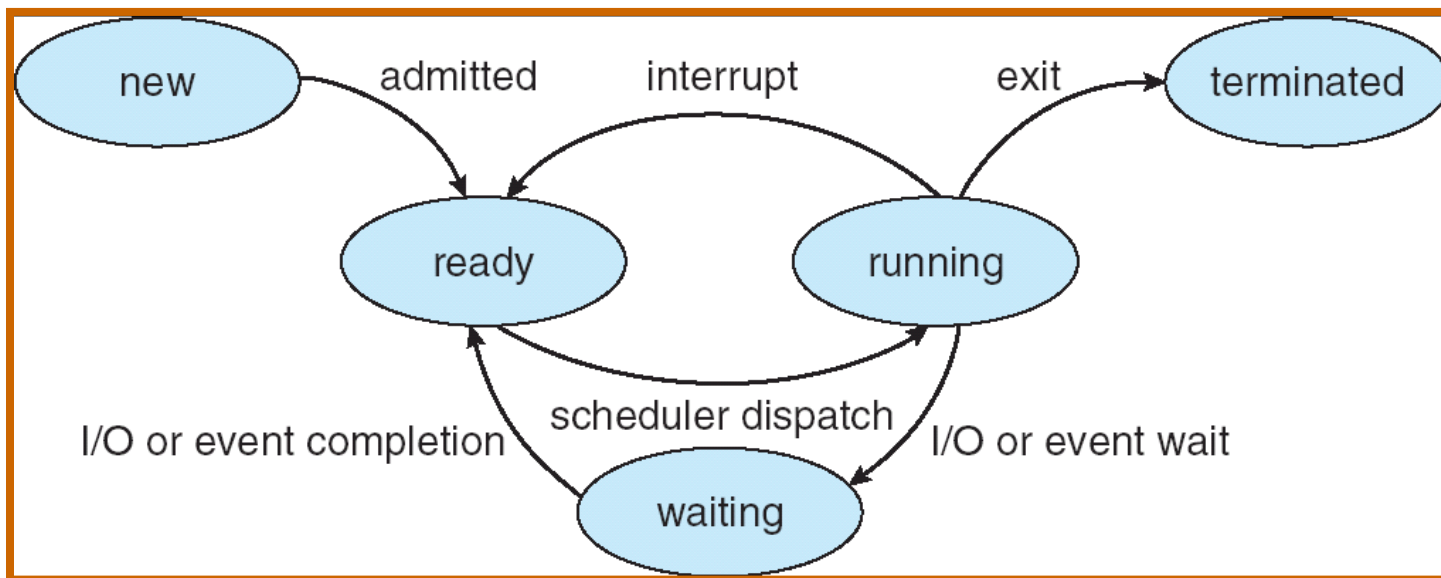 new
admitted
interrupt
exit
terminated
ready
running
scheduler dispatch
I/O or event completion
I/O or event wait
waiting